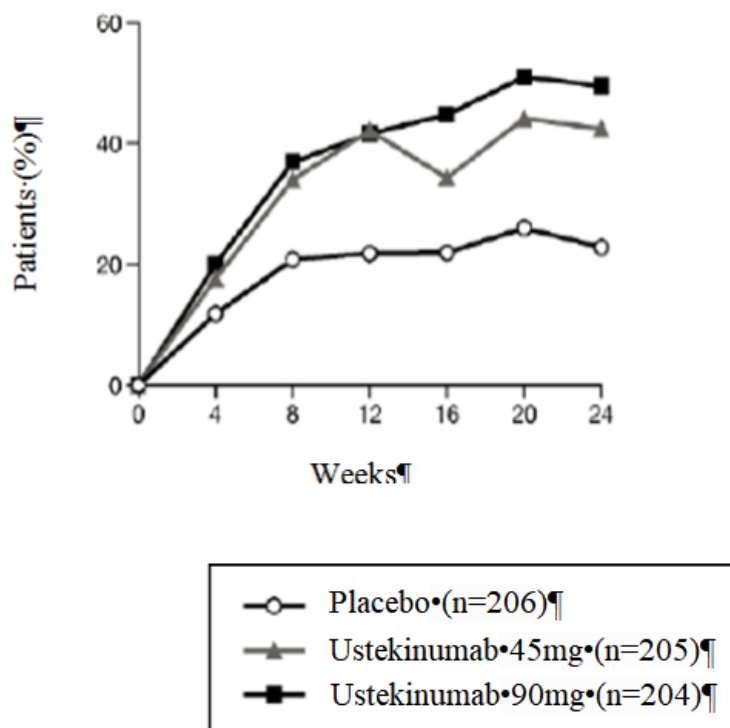 60
Patients·(%)¶
40
20
0
0 4 8 12 16 20 24
Weeks¶
Placebo•(n=206)¶
Ustekinumab•45mg•(n=205)¶
Ustekinumab•90mg•(n=204)¶